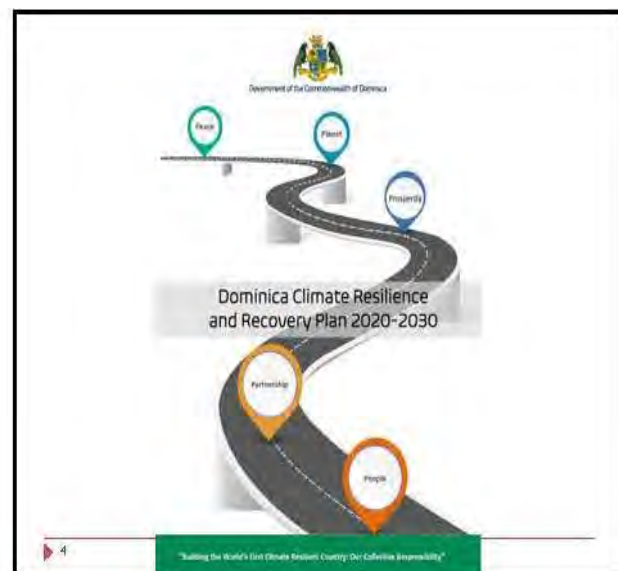 Government of the Commonwealth of Dominica
Peace
Planet
Prosperity
Dominica Climate Resilience
and Recovery Plan 2020-2030
Partnership
People
4
"Building the World's First Climate Resilient Country: Our Collective Responsibility"